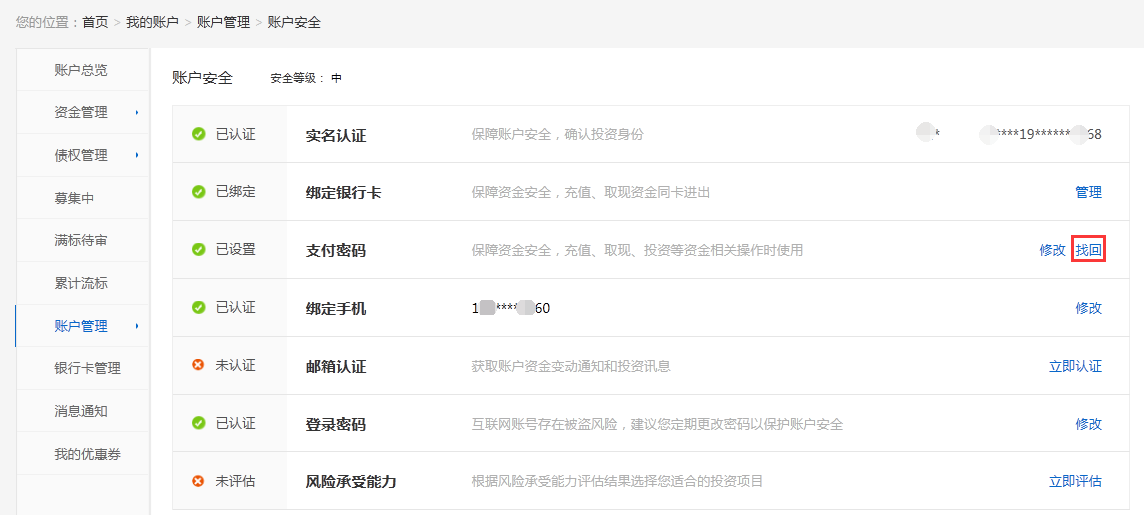 您的位置：首页 > 我的账户 > 账户管理 > 账户安全
账户总览
资金管理
债权管理
募集中
满标待审
累计流标
账户管理
银行卡管理
消息通知
我的优惠券
账户安全 安全等级： 中
已认证 实名认证 保障账户安全，确认投资身份 * ****19******68
已绑定 绑定银行卡 保障资金安全，充值、取现资金同卡进出 管理
已设置 支付密码 保障资金安全，充值、取现、投资等资金相关操作时使用 修改 找回
已认证 绑定手机 1****60 修改
未认证 邮箱认证 获取账户资金变动通知和投资讯息 立即认证
已认证 登录密码 互联网账号存在被盗风险，建议您定期更改密码以保护账户安全 修改
未评估 风险承受能力 根据风险承受能力评估结果选择您适合的投资项目 立即评估